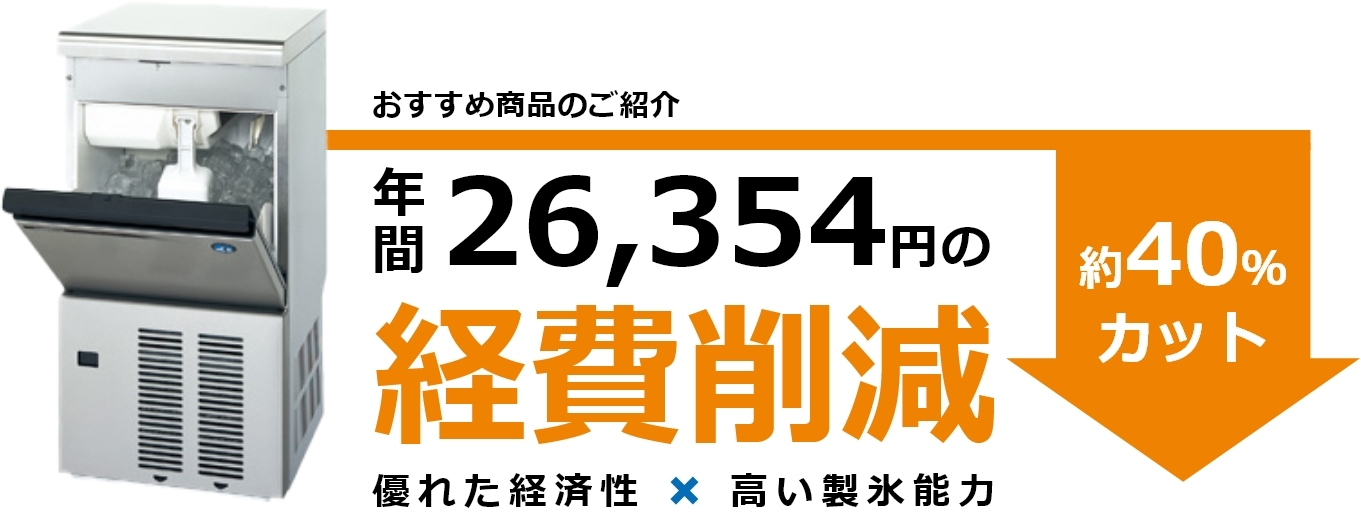 おすすめ商品のご紹介
年間26,354円の
経費削減
優れた経済性 × 高い製氷能力
約40%
カット